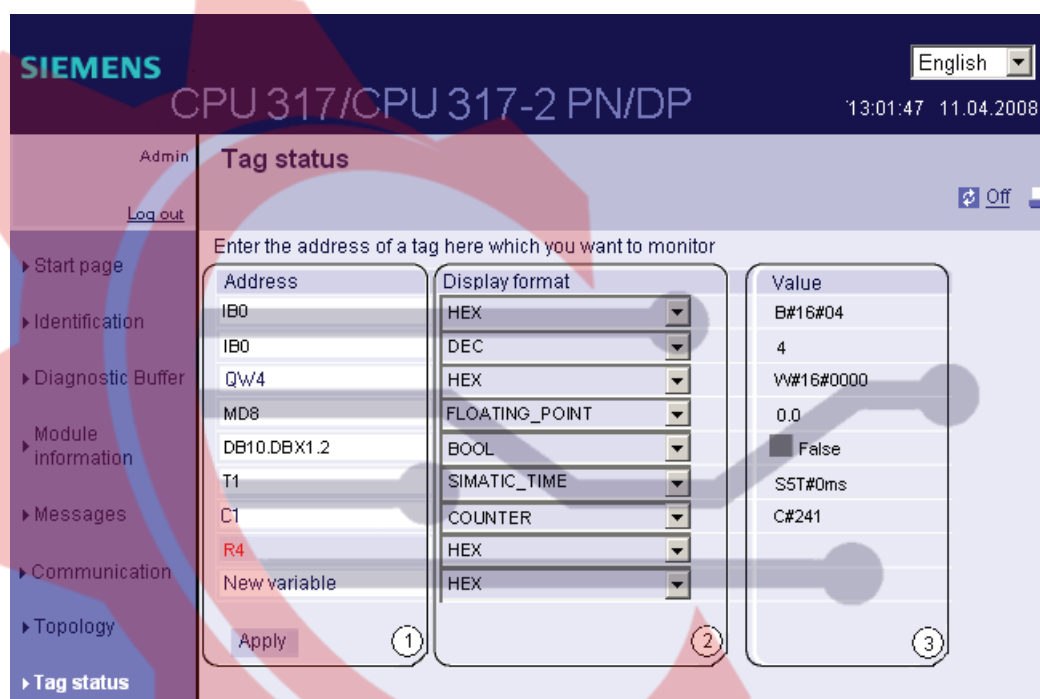 SIEMENS
English
CPU 317/CPU 317-2 PN/DP
13:01:47 11.04.2008
Admin
Tag status
Log out
Off
Enter the address of a tag here which you want to monitor
Start page
Address Display format Value
IB0 HEX B#16#04
Identification
IB0 DEC 4
Diagnostic Buffer
QW4 HEX W#16#0000
MD8 FLOATING_POINT 0.0
Module
information
DB10.DBX1.2 BOOL False
T1 SIMATIC_TIME S5T#0ms
Messages
C1 COUNTER C#241
R4 HEX
Communication
New variable HEX
Topology
Apply 1 2 3
Tag status